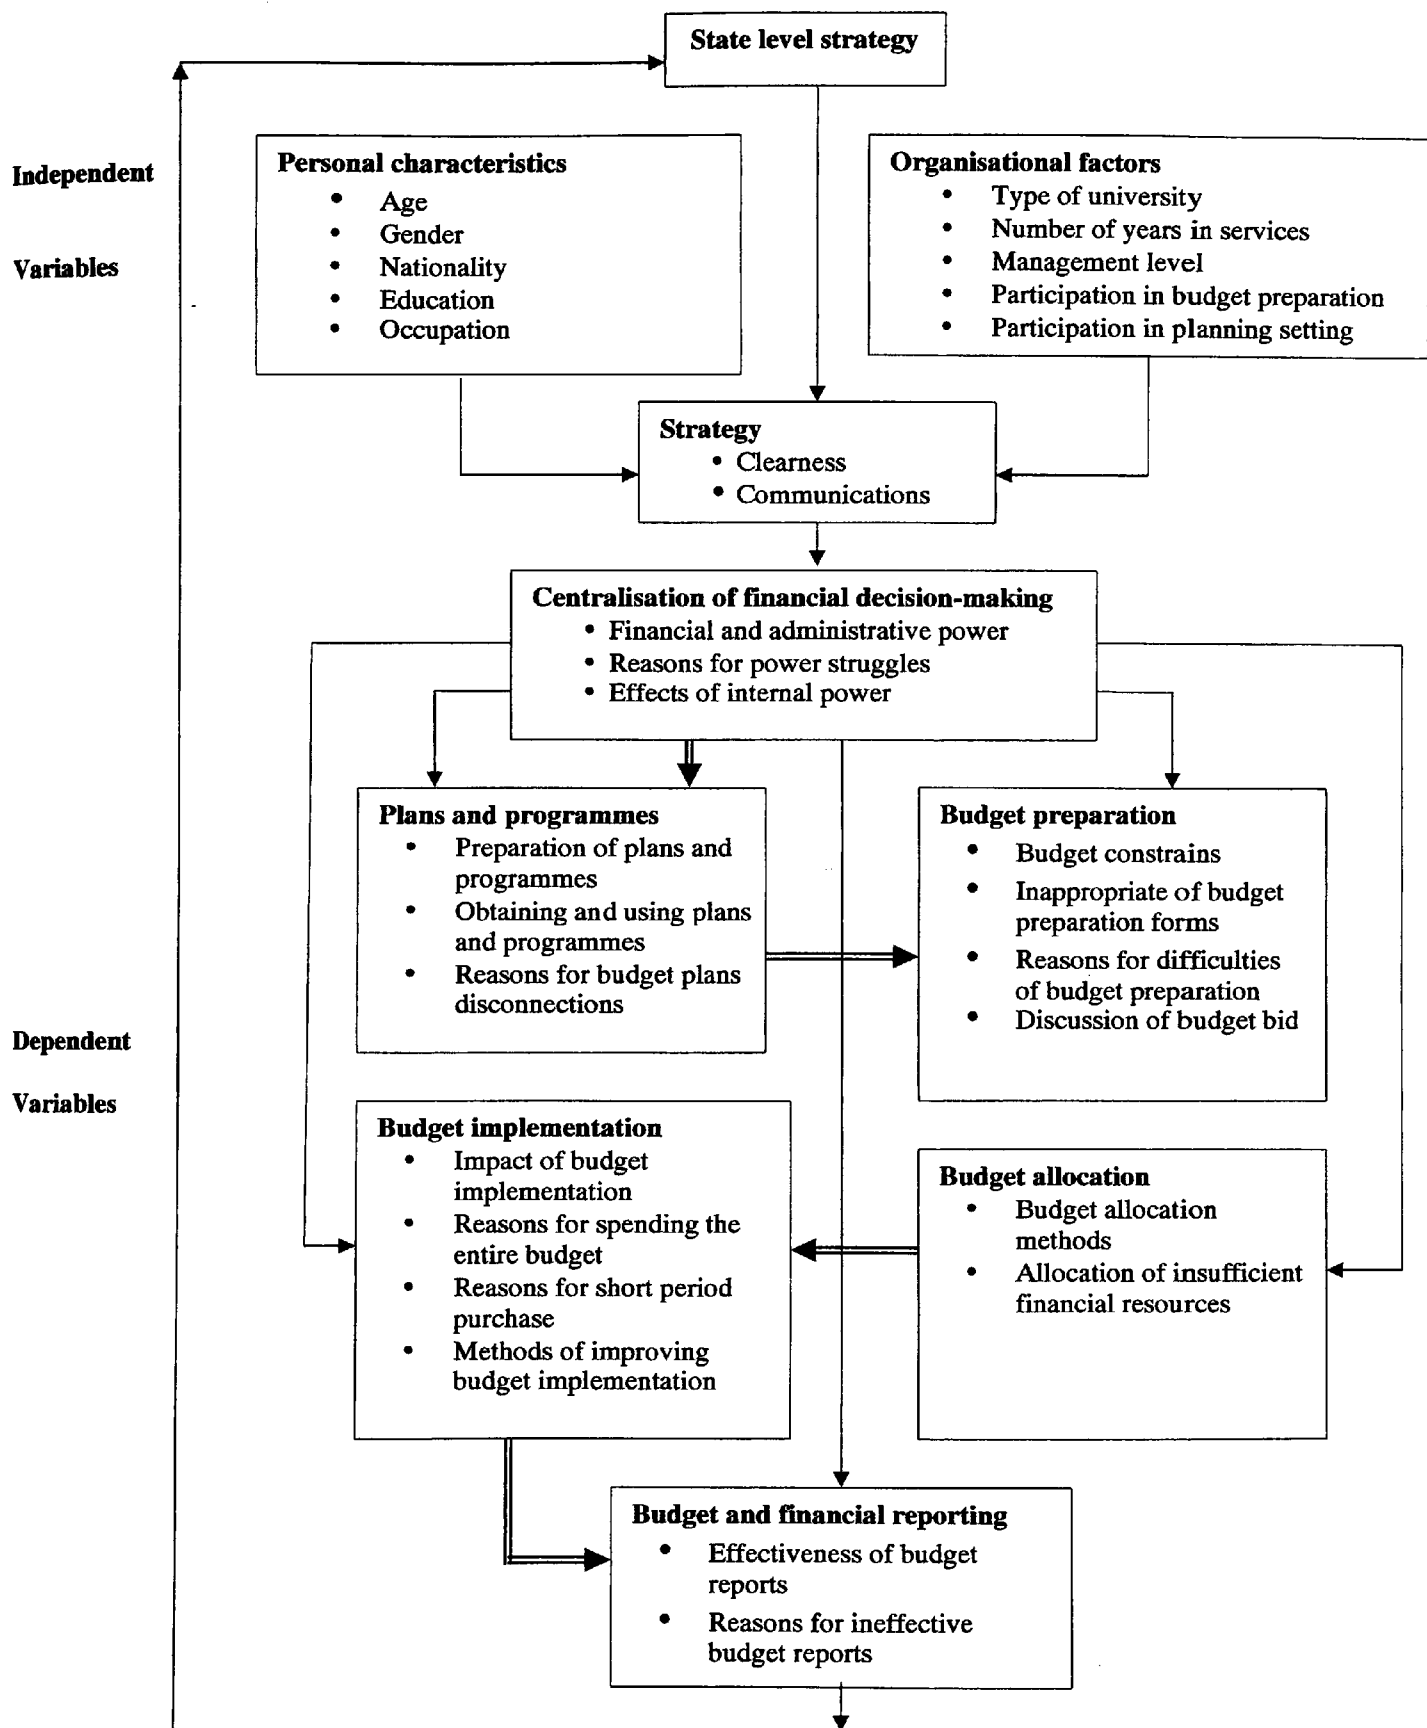 State level strategy
Independent
Variables
Personal characteristics
• Age
• Gender
• Nationality
• Education
• Occupation
Organisational factors
• Type of university
• Number of years in services
• Management level
• Participation in budget preparation
• Participation in planning setting
Strategy
• Clearness
• Communications
Centralisation of financial decision-making
• Financial and administrative power
• Reasons for power struggles
• Effects of internal power
Plans and programmes
• Preparation of plans and
programmes
• Obtaining and using plans
and programmes
• Reasons for budget plans
disconnections
Budget preparation
• Budget constrains
• Inappropriate of budget
preparation forms
• Reasons for difficulties
of budget preparation
• Discussion of budget bid
Dependent
Variables
Budget implementation
• Impact of budget
implementation
• Reasons for spending the
entire budget
• Reasons for short period
purchase
• Methods of improving
budget implementation
Budget allocation
• Budget allocation
methods
• Allocation of insufficient
financial resources
Budget and financial reporting
• Effectiveness of budget
reports
• Reasons for ineffective
budget reports